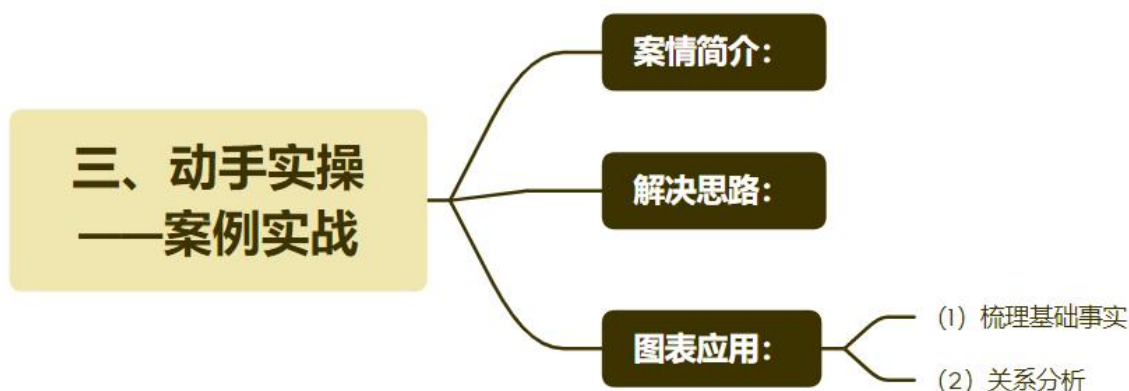 三、动手实操
——案例实战
案情简介：
解决思路：
图表应用：
（1）梳理基础事实
（2）关系分析